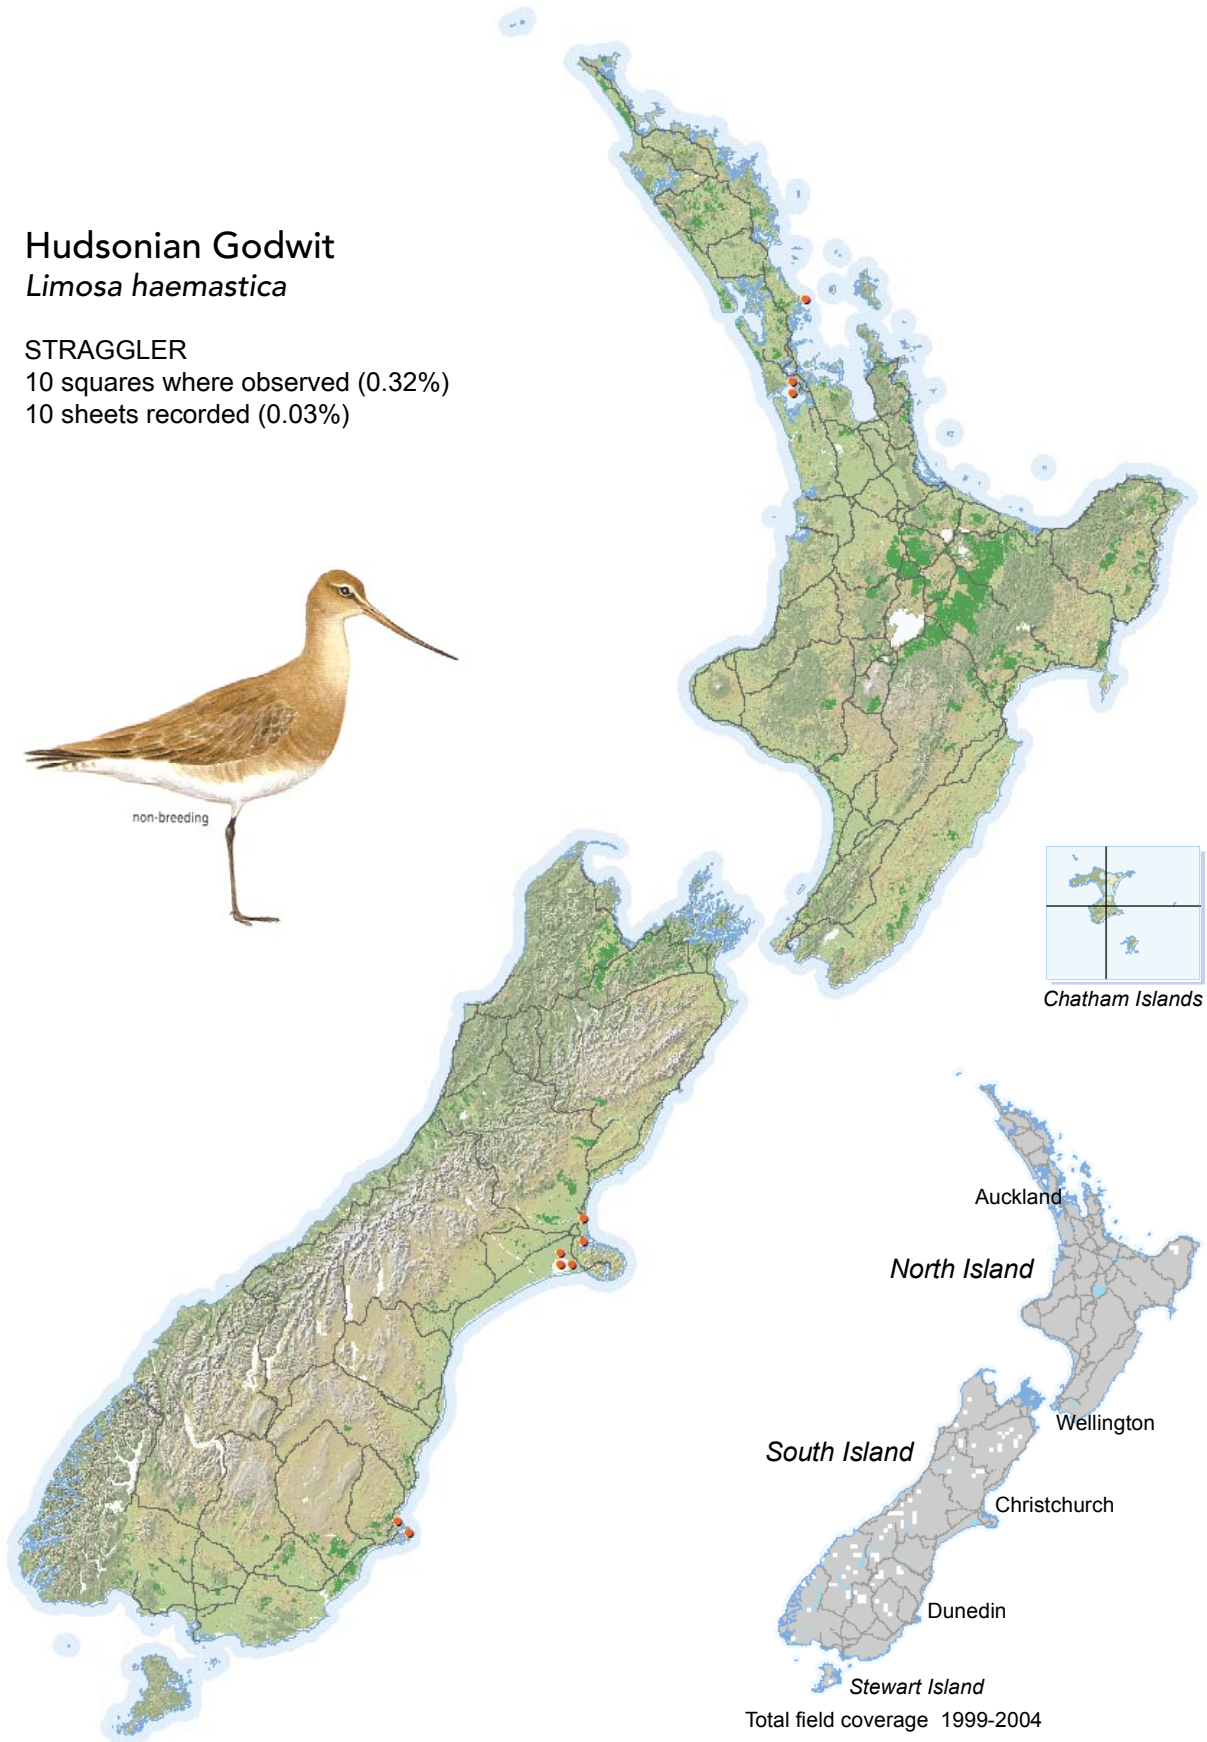 Hudsonian Godwit
Limosa haemastica
STRAGGLER
10 squares where observed (0.32%)
10 sheets recorded (0.03%)
non-breeding
Chatham Islands
Auckland
North Island
Wellington
South Island
Christchurch
Dunedin
Stewart Island
Total field coverage 1999-2004